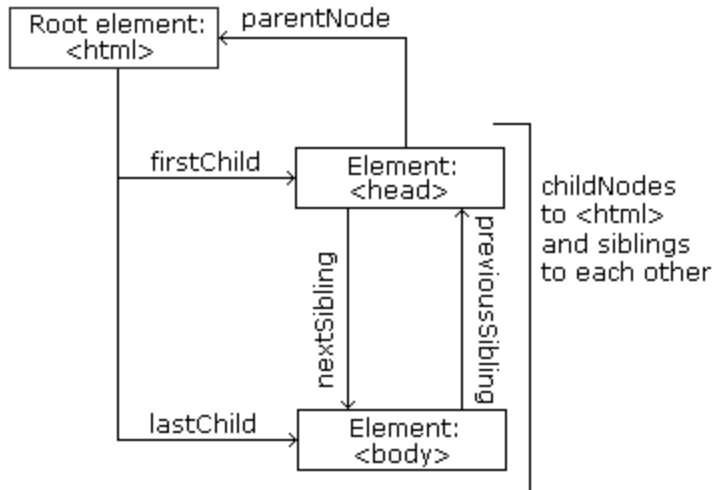 Root element:
<html>
parentNode
firstChild
Element:
<head>
childNodes
to <html>
and siblings
to each other
nextSibling
previousSibling
lastChild
Element:
<body>